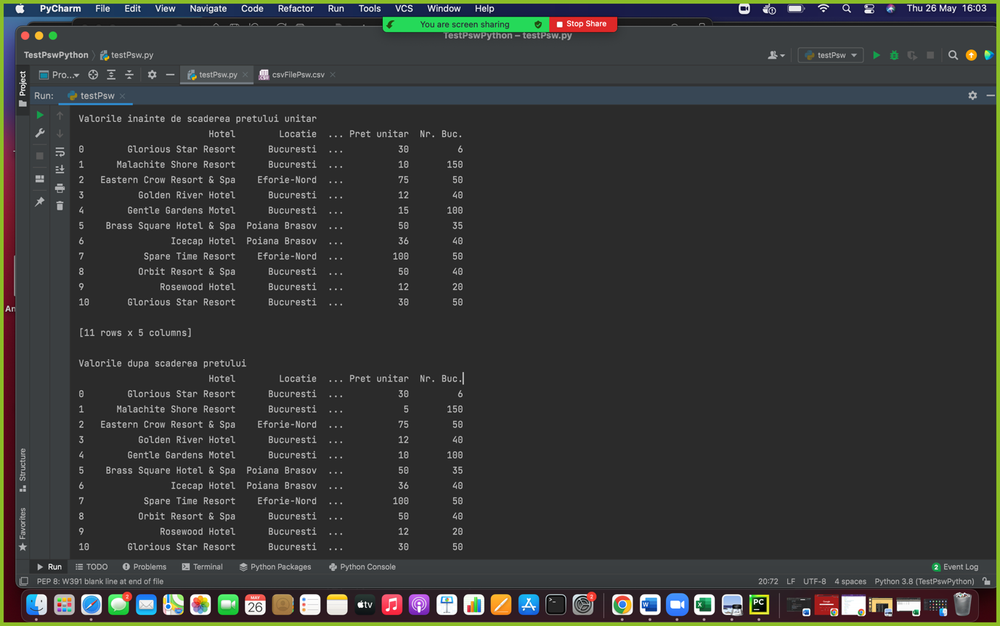 PyCharm File Edit View Navigate Code Refactor Run Tools VCS Window Help Thu 26 May 16:03
You are screen sharing Stop Share
TestPswPython – testPsw.py
TestPswPython testPsw.py testPsw
Pro... testPsw.py csvFilePsw.csv
Project
Run: testPsw
Valorile inainte de scaderea pretului unitar
Hotel Locatie ... Pret unitar Nr. Buc.
0 Glorious Star Resort Bucuresti ... 30 6
1 Malachite Shore Resort Bucuresti ... 10 150
2 Eastern Crow Resort & Spa Eforie-Nord ... 75 50
3 Golden River Hotel Bucuresti ... 12 40
4 Gentle Gardens Motel Bucuresti ... 15 100
5 Brass Square Hotel & Spa Poiana Brasov ... 50 35
6 Icecap Hotel Poiana Brasov ... 36 40
7 Spare Time Resort Eforie-Nord ... 100 50
8 Orbit Resort & Spa Bucuresti ... 50 40
9 Rosewood Hotel Bucuresti ... 12 20
10 Glorious Star Resort Bucuresti ... 30 50
An
[11 rows x 5 columns]
Valorile dupa scaderea pretului
Hotel Locatie ... Pret unitar Nr. Buc.
0 Glorious Star Resort Bucuresti ... 30 6
1 Malachite Shore Resort Bucuresti ... 5 150
2 Eastern Crow Resort & Spa Eforie-Nord ... 75 50
3 Golden River Hotel Bucuresti ... 12 40
4 Gentle Gardens Motel Bucuresti ... 10 100
5 Brass Square Hotel & Spa Poiana Brasov ... 50 35
6 Icecap Hotel Poiana Brasov ... 36 40
7 Spare Time Resort Eforie-Nord ... 100 50
8 Orbit Resort & Spa Bucuresti ... 50 40
9 Rosewood Hotel Bucuresti ... 12 20
10 Glorious Star Resort Bucuresti ... 30 50
Structure
Favorites
Run TODO Problems Terminal Python Packages Python Console 2 Event Log
PEP 8: W391 blank line at end of file 20:72 LF UTF-8 4 spaces Python 3.8 (TestPswPython)
2 MAY 26 tv 2 W X PC